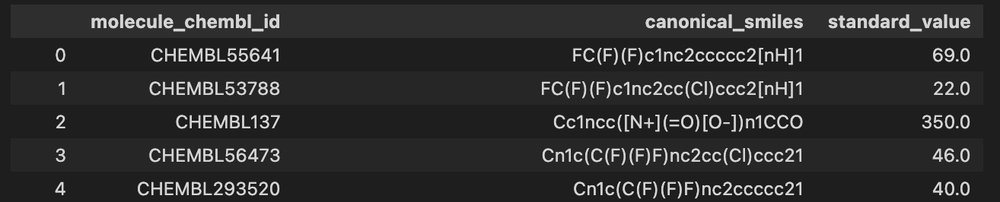 molecule_chembl_id canonical_smiles standard_value
0 CHEMBL55641 FC(F)(F)c1nc2ccccc2[nH]1 69.0
1 CHEMBL53788 FC(F)(F)c1nc2cc(Cl)ccc2[nH]1 22.0
2 CHEMBL137 Cc1ncc([N+](=O)[O-])n1CCO 350.0
3 CHEMBL56473 Cn1c(C(F)(F)F)nc2cc(Cl)ccc21 46.0
4 CHEMBL293520 Cn1c(C(F)(F)F)nc2ccccc21 40.0